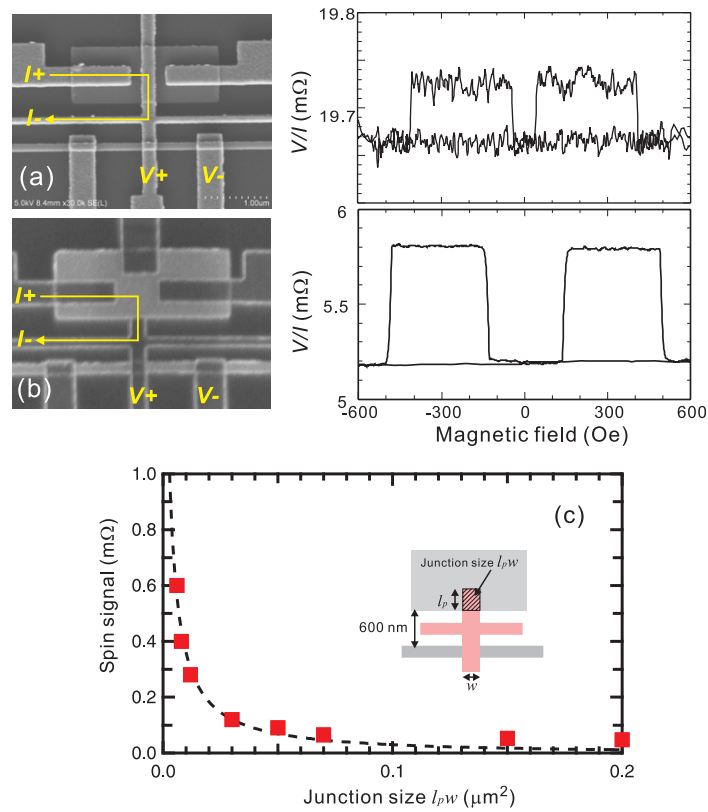 I+
I-
(a)
V+
V-
5.0kV 8.4mm x30.0k SE(L)
1.00um
19.8
19.7
V/I (mΩ)
I+
I-
(b)
V+
V-
6
5.5
5
V/I (mΩ)
-600
-300
0
300
600
Magnetic field (Oe)
(c)
1.0
0.8
0.6
0.4
0.2
0.0
Spin signal (mΩ)
Junction size lₚw
lₚ
600 nm
w
0.0
0.1
0.2
Junction size lₚw (μm²)